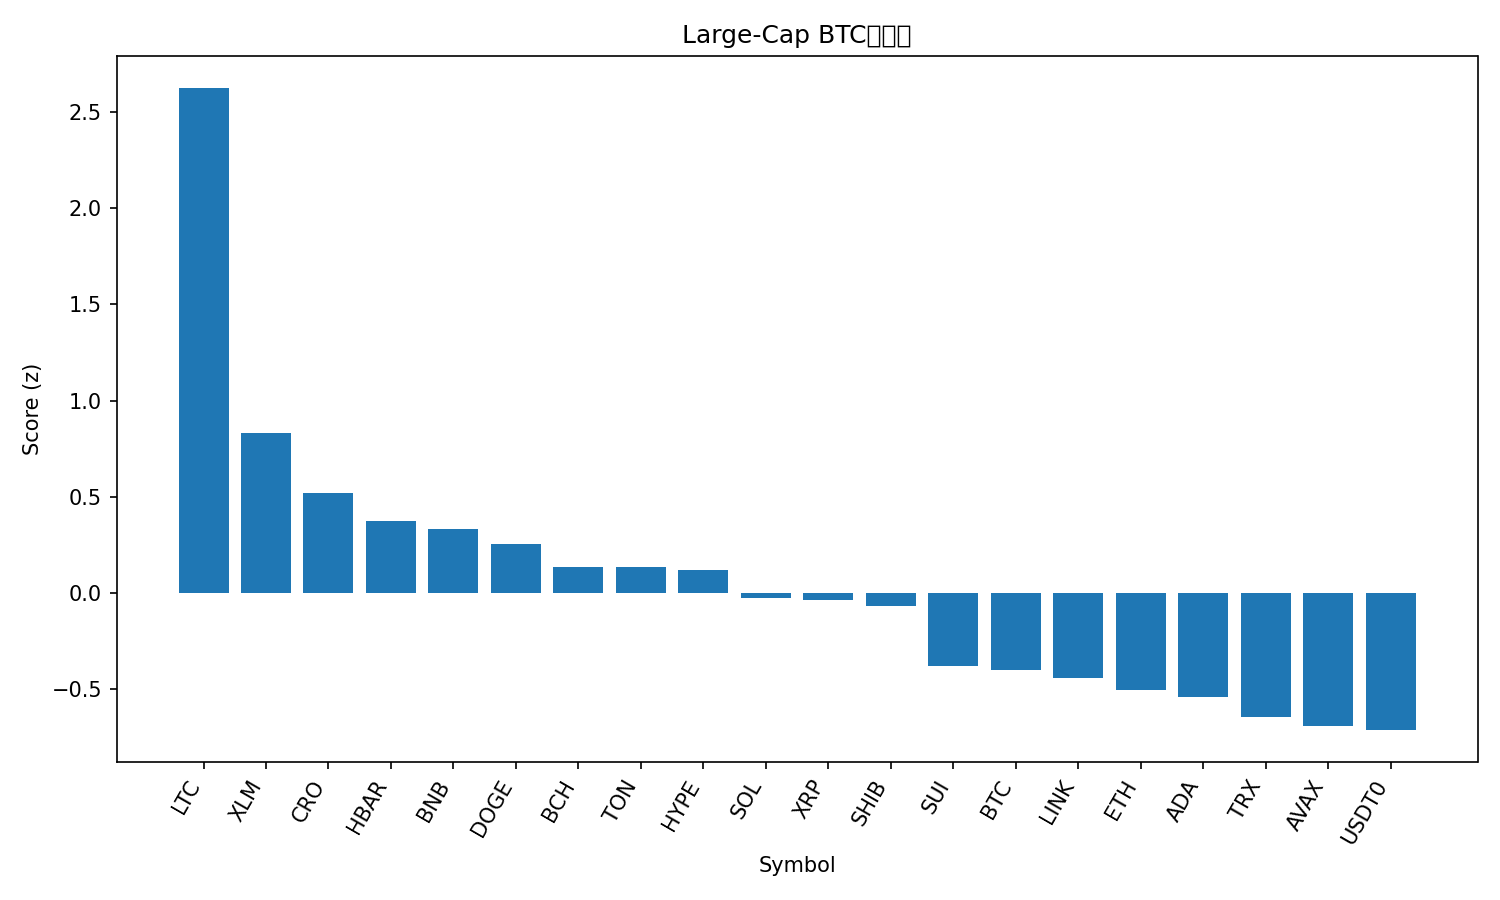 Large-Cap BTC
Score (z)
2.5
2.0
1.5
1.0
0.5
0.0
−0.5
LTC
XLM
CRO
HBAR
BNB
DOGE
BCH
TON
HYPE
SOL
XRP
SHIB
SUI
BTC
LINK
ETH
ADA
TRX
AVAX
USDT0
Symbol